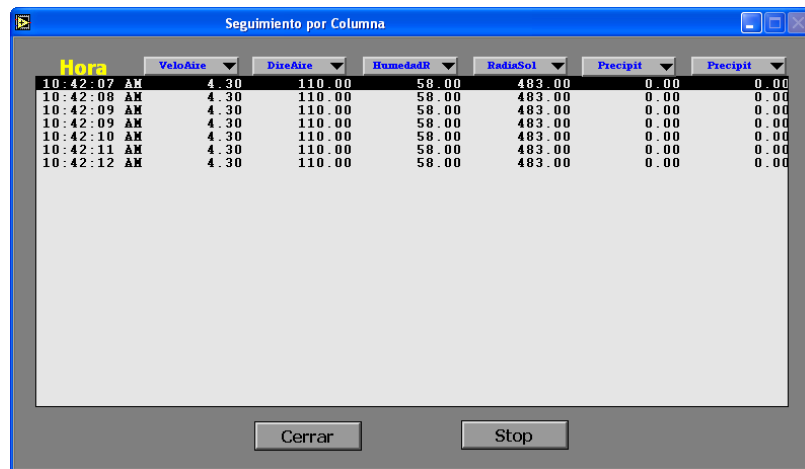 Seguimiento por Columna
Hora VeloAire DireAire HumedadR RadiaSol Precipit Precipit
10:42:07 AM 4.30 110.00 58.00 483.00 0.00 0.00
10:42:08 AM 4.30 110.00 58.00 483.00 0.00 0.00
10:42:09 AM 4.30 110.00 58.00 483.00 0.00 0.00
10:42:09 AM 4.30 110.00 58.00 483.00 0.00 0.00
10:42:10 AM 4.30 110.00 58.00 483.00 0.00 0.00
10:42:11 AM 4.30 110.00 58.00 483.00 0.00 0.00
10:42:12 AM 4.30 110.00 58.00 483.00 0.00 0.00
Cerrar Stop